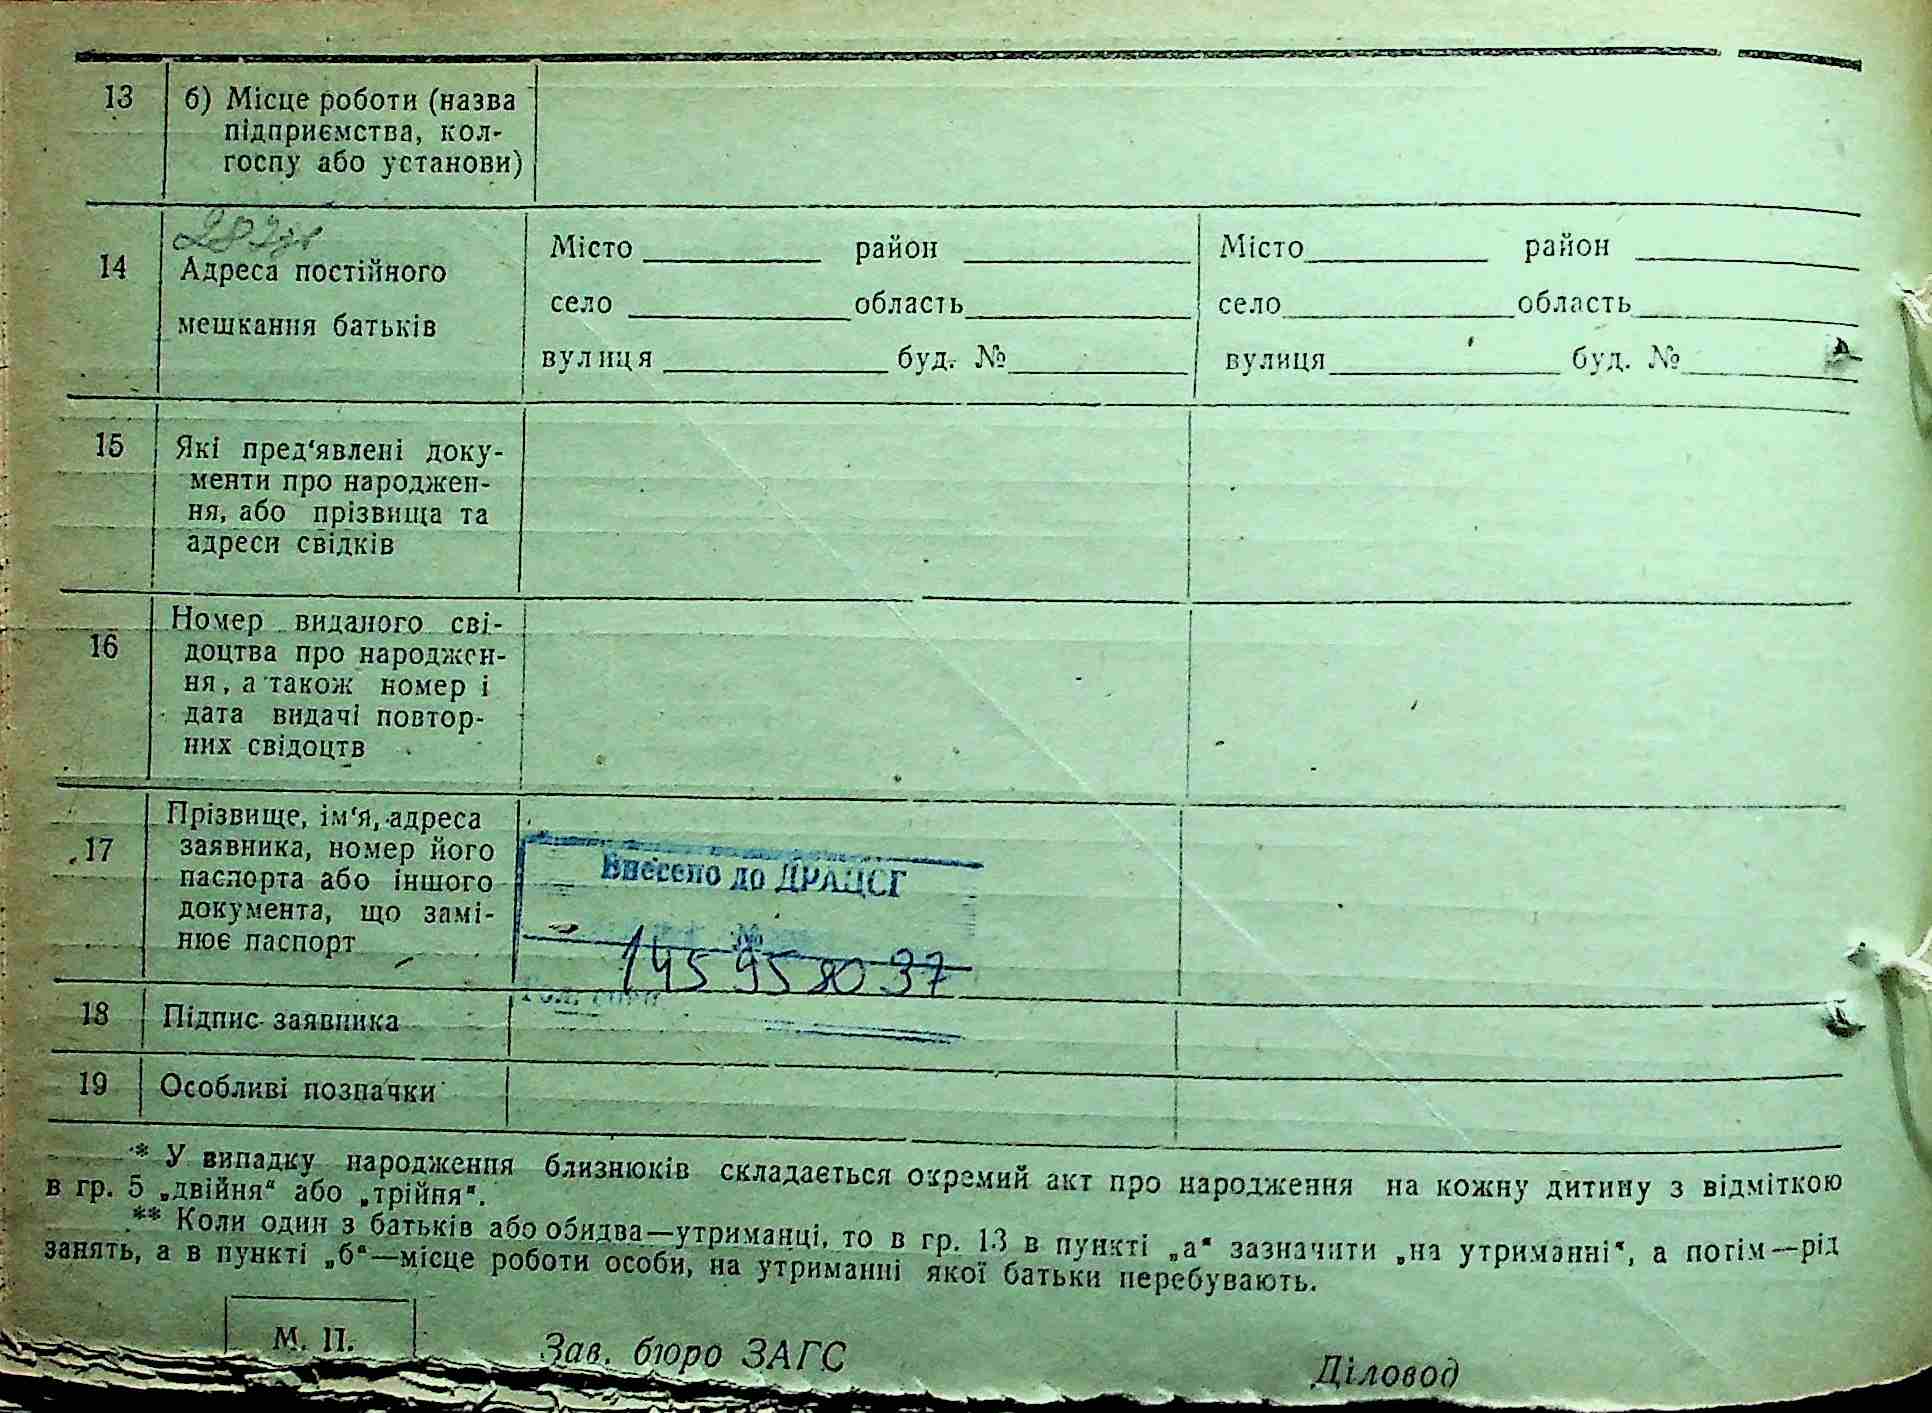 13
б) Місце роботи (назва
підприємства, кол-
госпу або установи)
14
Адреса постійного
мешкання батьків
Місто район
село область
вулиця буд. №
Місто район
село область
вулиця буд. №
15
Які пред‘явлені доку-
менти про народжен-
ня, або прізвища та
адреси свідків
16
Номер виданого сві-
доцтва про народжен-
ня, а також номер і
дата видачі повтор-
них свідоцтв
17
Прізвище, ім‘я, адреса
заявника, номер його
паспорта або іншого
документа, що замі-
нює паспорт
Внесено до ДРАЦСГ
№
145958037
18
Підпис заявника
19
Особливі позначки
* У випадку народження близнюків складається окремий акт про народження на кожну дитину з відміткою
в гр. 5 „двійня“ або „трійня“.
** Коли один з батьків або обидва—утриманці, то в гр. 13 в пункті „а“ зазначити „на утриманні“, а потім—рід
занять, а в пункті „б“—місце роботи особи, на утриманні якої батьки перебувають.
М. П.
Зав. бюро ЗАГС
Діловод